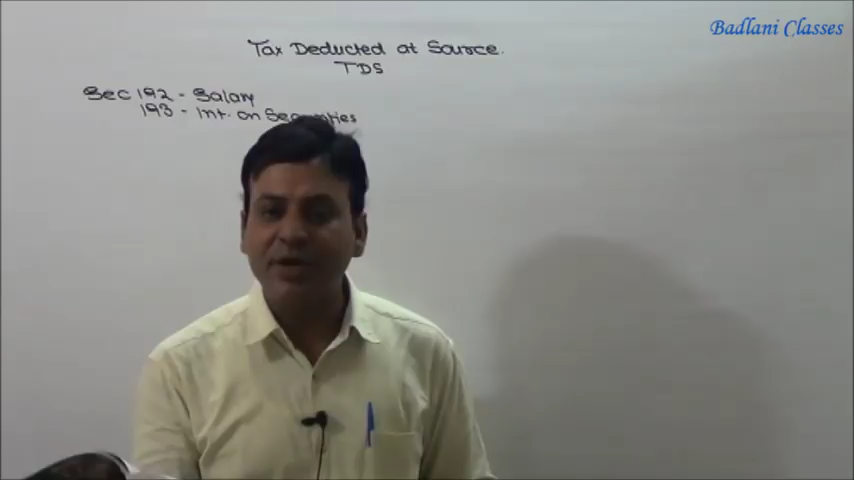 Badlani Classes
Tax Deducted at Source.
TDS
Sec 192 - Salary
193 - Int. on Securities